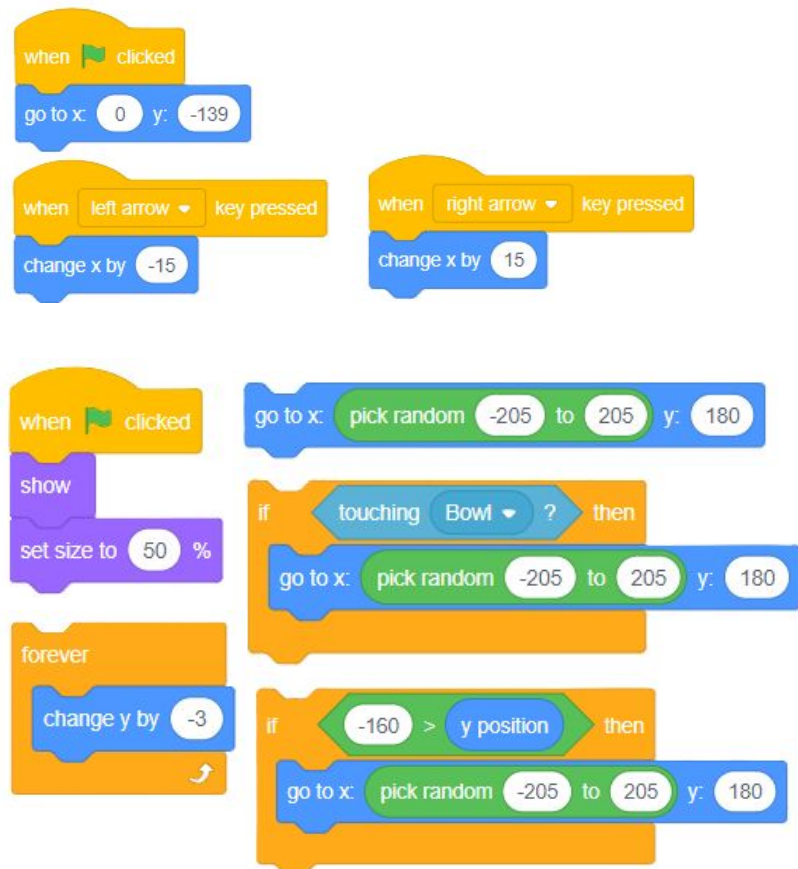 when clicked
go to x: 0 y: -139
when left arrow key pressed
change x by -15
when right arrow key pressed
change x by 15
when clicked
show
set size to 50 %
forever
change y by -3
go to x: pick random -205 to 205 y: 180
if touching Bowl ? then
go to x: pick random -205 to 205 y: 180
if -160 > y position then
go to x: pick random -205 to 205 y: 180